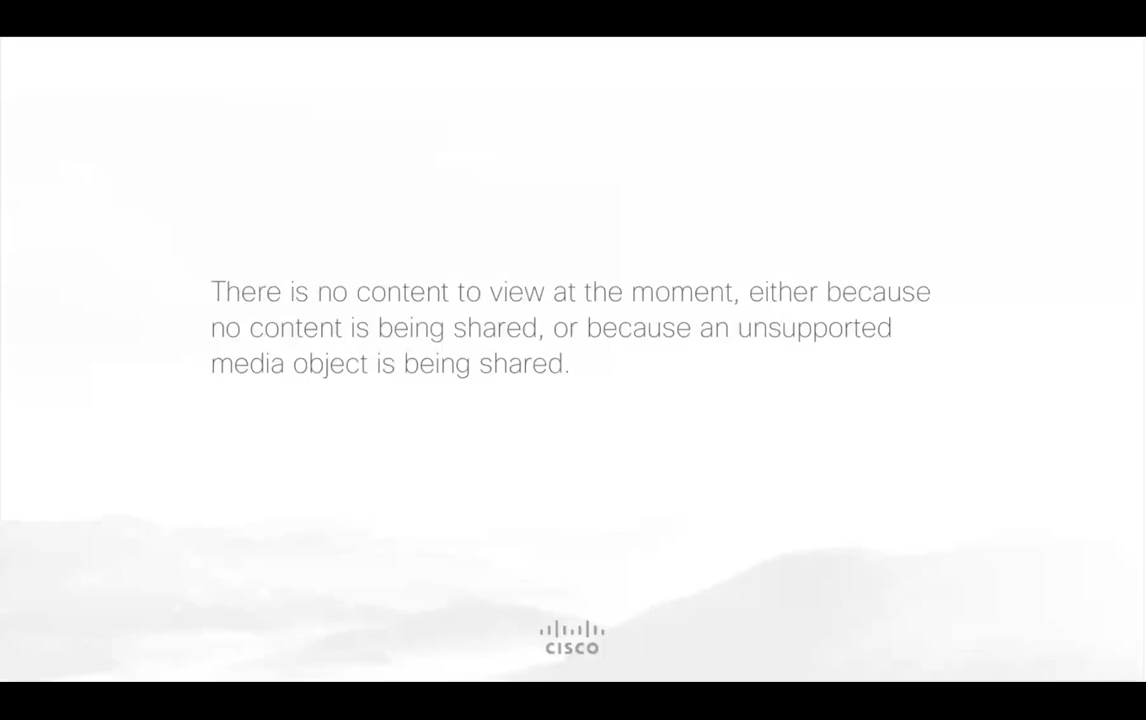 There is no content to view at the moment, either because
no content is being shared, or because an unsupported
media object is being shared.
CISCO